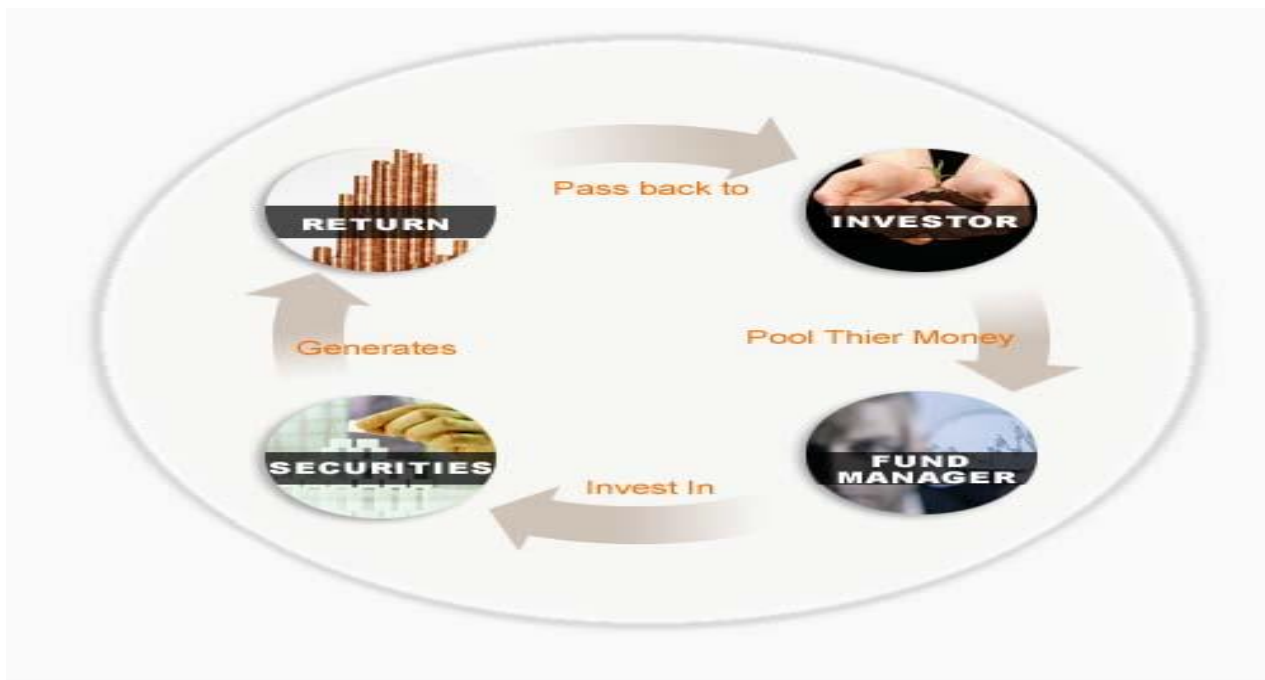 Pass back to
RETURN
INVESTOR
Generates
Pool Thier Money
SECURITIES
Invest In
FUND
MANAGER